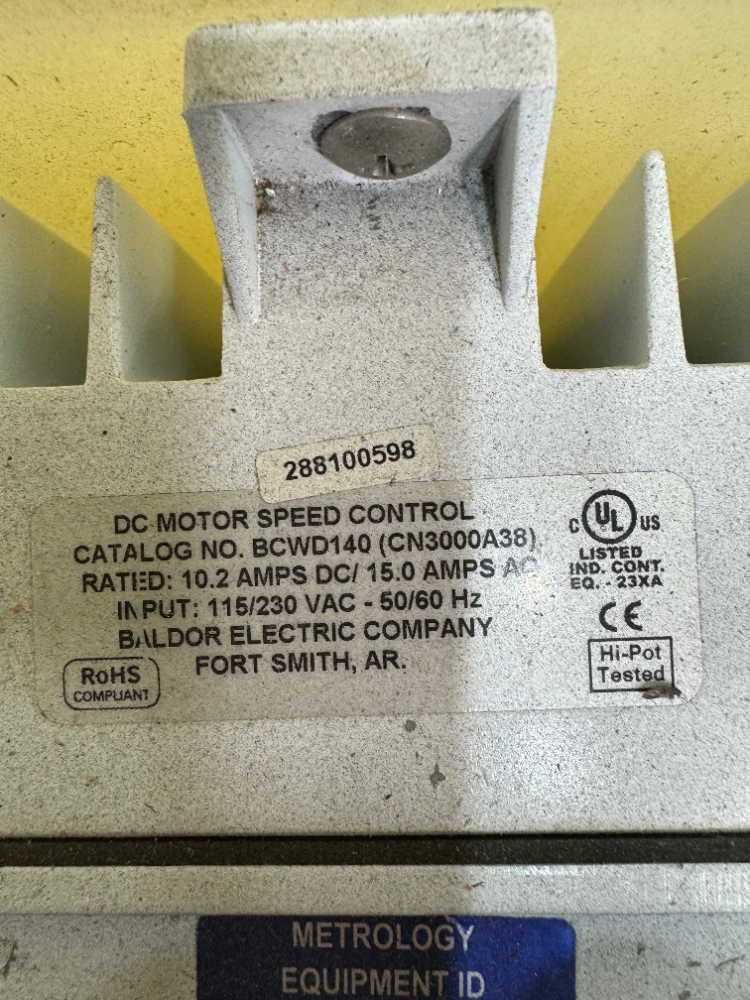 288100598
DC MOTOR SPEED CONTROL
CATALOG NO. BCWD140 (CN3000A38)
RATED: 10.2 AMPS DC/ 15.0 AMPS AC
INPUT: 115/230 VAC - 50/60 Hz
BALDOR ELECTRIC COMPANY
FORT SMITH, AR.
RoHS
COMPLIANT
C UL US
LISTED
IND. CONT.
EQ. - 23XA
CE
Hi-Pot
Tested
METROLOGY
EQUIPMENT ID